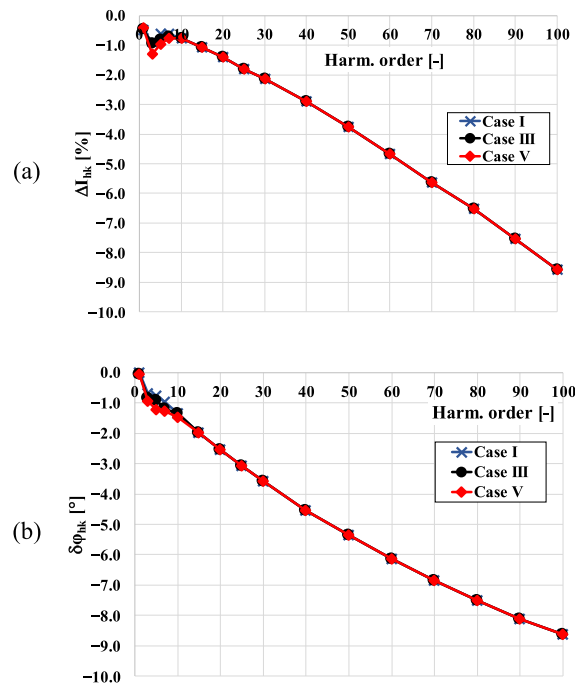 (a)
ΔI_hk [%]
0.0
−1.0
−2.0
−3.0
−4.0
−5.0
−6.0
−7.0
−8.0
−9.0
−10.0
0 10 20 30 40 50 60 70 80 90 100
Harm. order [-]
Case I
Case III
Case V
(b)
δφ_hk [°]
0.0
−1.0
−2.0
−3.0
−4.0
−5.0
−6.0
−7.0
−8.0
−9.0
−10.0
0 10 20 30 40 50 60 70 80 90 100
Harm. order [-]
Case I
Case III
Case V